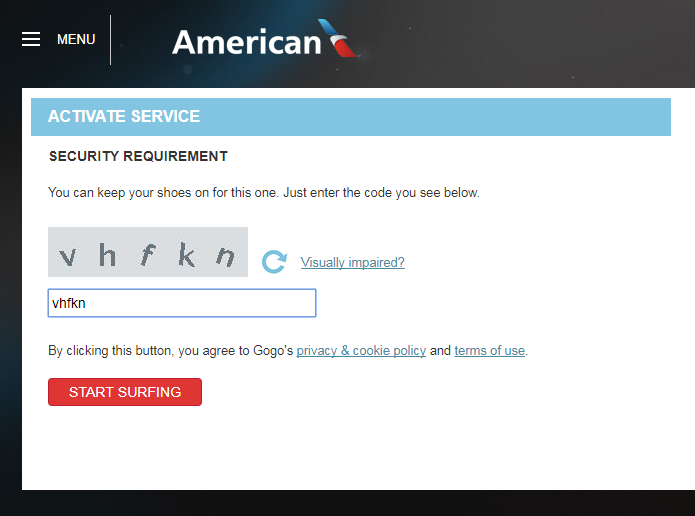 MENU
American
ACTIVATE SERVICE
SECURITY REQUIREMENT
You can keep your shoes on for this one. Just enter the code you see below.
v h f k n
Visually impaired?
vhfkn
By clicking this button, you agree to Gogo's privacy & cookie policy and terms of use.
START SURFING